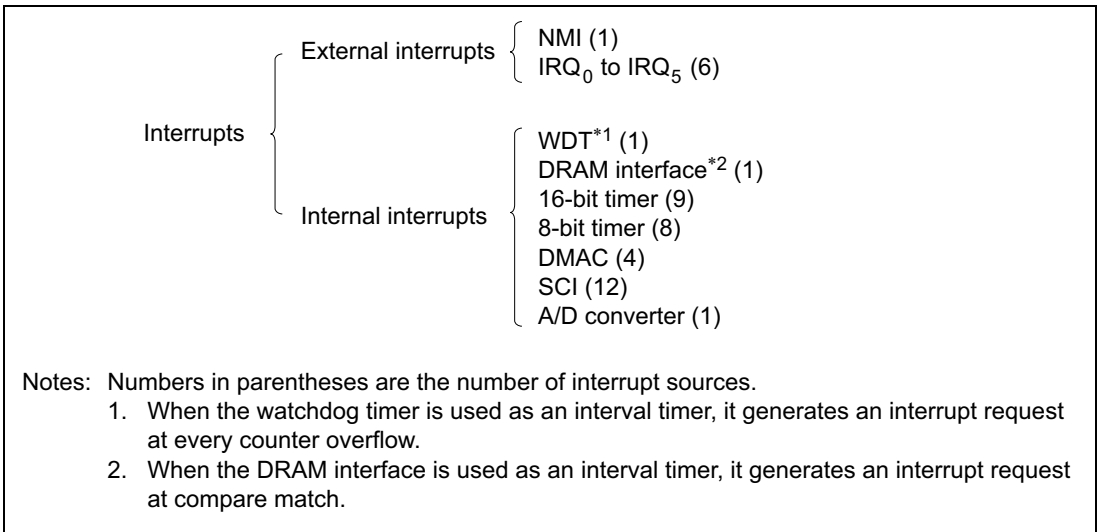 External interrupts
NMI (1)
IRQ0 to IRQ5 (6)
Interrupts
Internal interrupts
WDT*1 (1)
DRAM interface*2 (1)
16-bit timer (9)
8-bit timer (8)
DMAC (4)
SCI (12)
A/D converter (1)
Notes: Numbers in parentheses are the number of interrupt sources.
1. When the watchdog timer is used as an interval timer, it generates an interrupt request
at every counter overflow.
2. When the DRAM interface is used as an interval timer, it generates an interrupt request
at compare match.